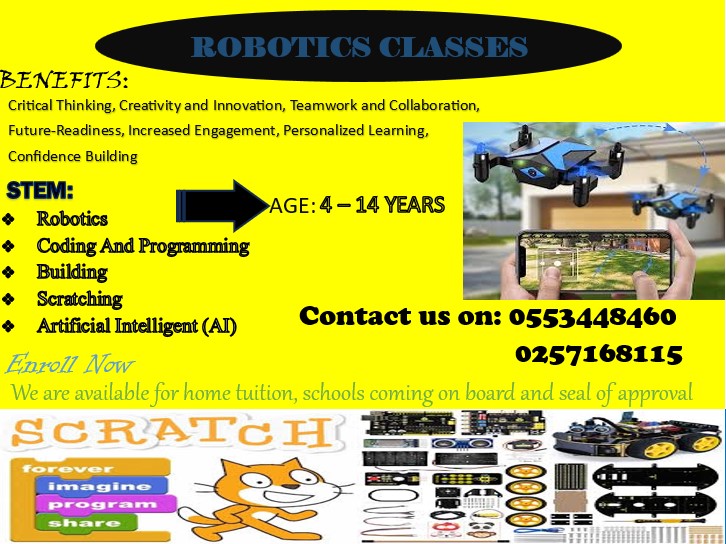 ROBOTICS CLASSES
BENEFITS:
Critical Thinking, Creativity and Innovation, Teamwork and Collaboration,
Future-Readiness, Increased Engagement, Personalized Learning,
Confidence Building
STEM:
AGE: 4 – 14 YEARS
❖ Robotics
❖ Coding And Programming
❖ Building
❖ Scratching
❖ Artificial Intelligent (AI)
Contact us on: 0553448460
0257168115
Enroll Now
We are available for home tuition, schools coming on board and seal of approval
SCRATCH
forever
imagine
program
share